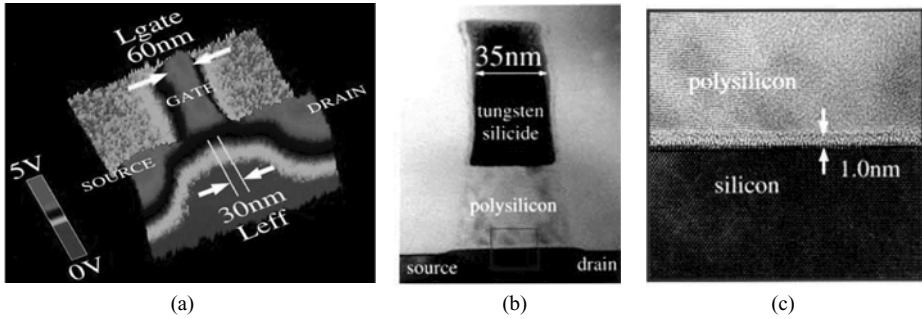 Lgate
60nm
GATE
DRAIN
SOURCE
5V
30nm
Leff
0V
(a)
35nm
tungsten
silicide
polysilicon
source
drain
(b)
polysilicon
1.0nm
silicon
(c)